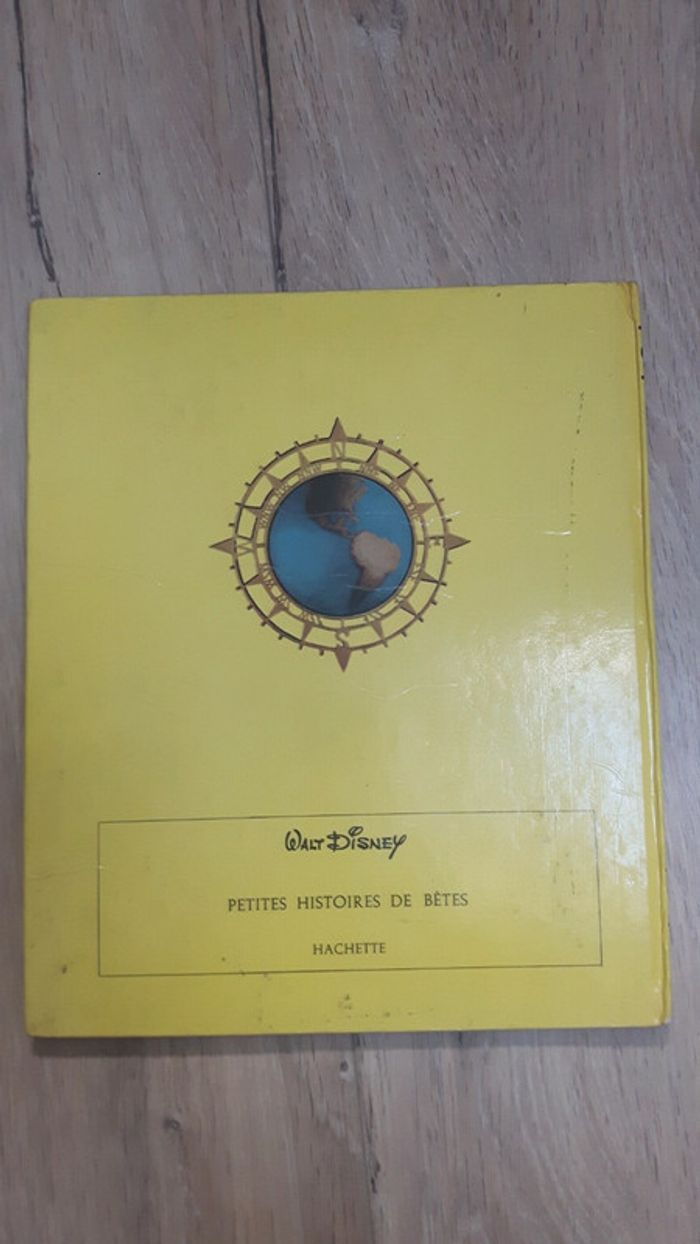 N
W
E
S
WALT DISNEY
PETITES HISTOIRES DE BÊTES
HACHETTE